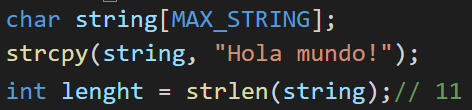 char string[MAX_STRING];
strcpy(string, "Hola mundo!");
int lenght = strlen(string);// 11